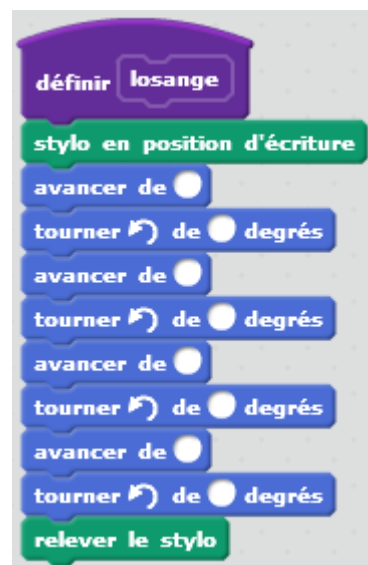 définir losange
stylo en position d'écriture
avancer de
tourner de degrés
avancer de
tourner de degrés
avancer de
tourner de degrés
avancer de
tourner de degrés
relever le stylo